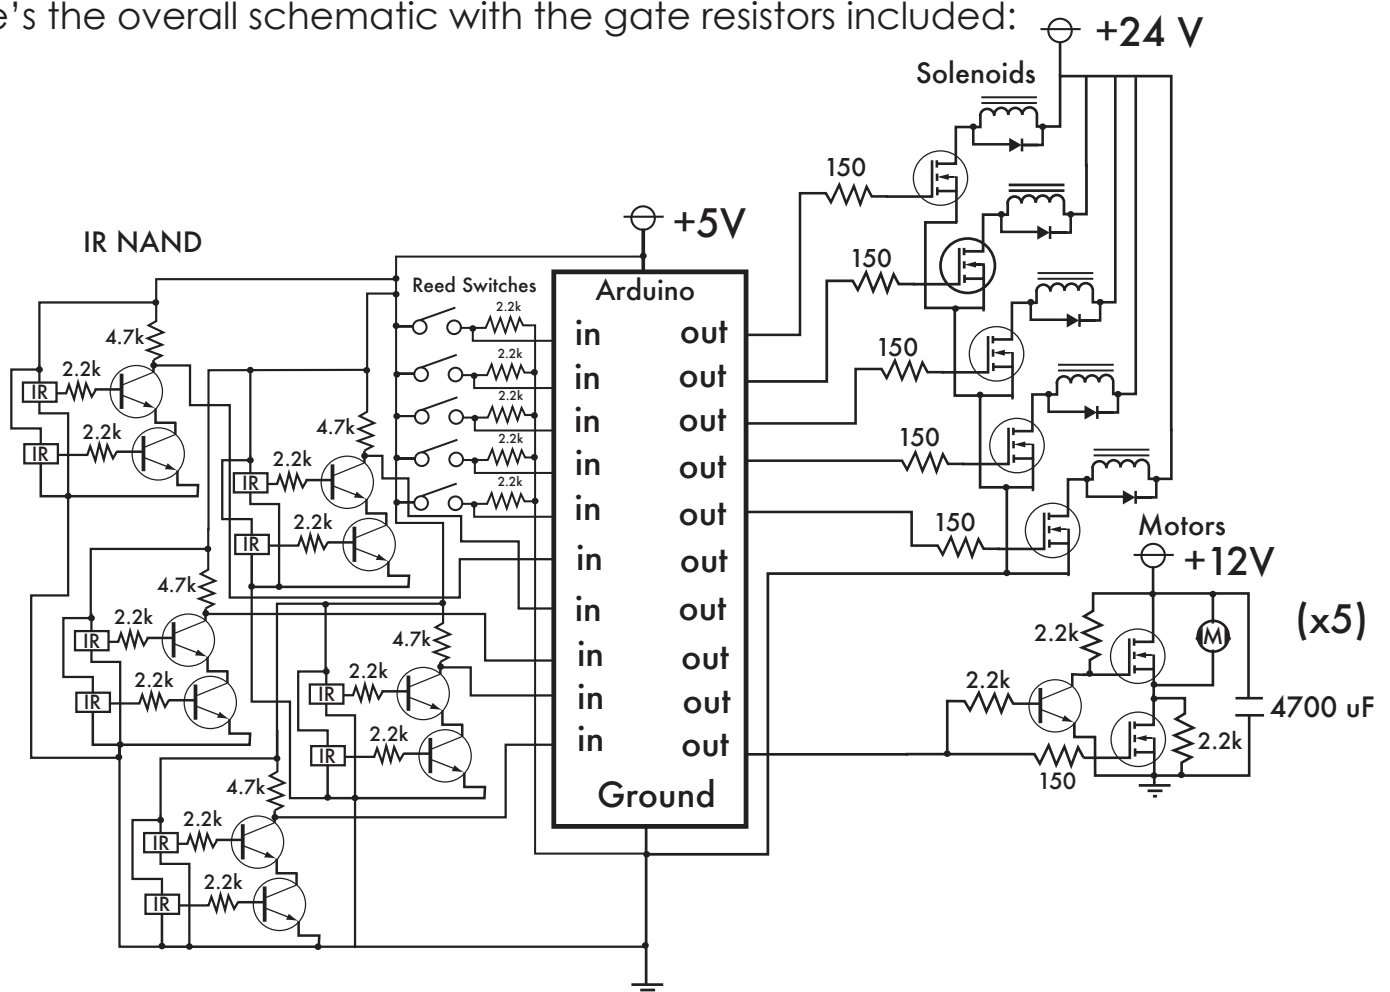 e's the overall schematic with the gate resistors included:
+24 V
Solenoids
150
150
150
150
150
+5V
IR NAND
Reed Switches
2.2k
2.2k
2.2k
2.2k
2.2k
Arduino
in out
in out
in out
in out
in out
in out
in out
in out
in out
in out
Ground
4.7k
2.2k
IR
2.2k
IR
4.7k
2.2k
IR
2.2k
IR
4.7k
2.2k
IR
2.2k
IR
4.7k
2.2k
IR
2.2k
IR
4.7k
2.2k
IR
2.2k
IR
Motors
+12V
(x5)
2.2k
M
2.2k
4700 uF
2.2k
150